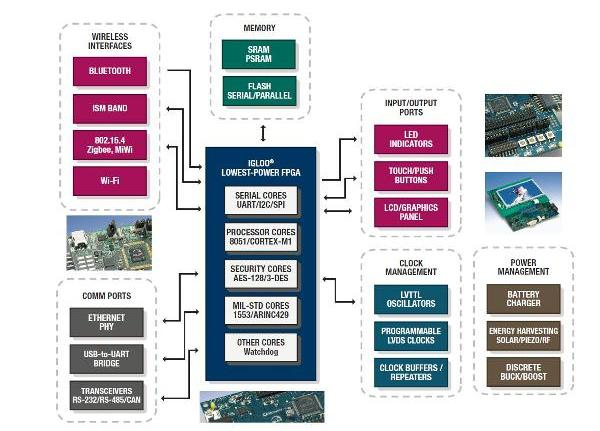 WIRELESS
INTERFACES
BLUETOOTH
ISM BAND
802.15.4
Zigbee, MiWi
Wi-Fi
MEMORY
SRAM
PSRAM
FLASH
SERIAL/PARALLEL
IGLOO®
LOWEST-POWER FPGA
SERIAL CORES
UART/I2C/SPI
PROCESSOR CORES
8051/CORTEX-M1
SECURITY CORES
AES-128/3-DES
MIL-STD CORES
1553/ARINC429
OTHER CORES
Watchdog
INPUT/OUTPUT
PORTS
LED
INDICATORS
TOUCH/PUSH
BUTTONS
LCD/GRAPHICS
PANEL
COMM PORTS
ETHERNET
PHY
USB-to-UART
BRIDGE
TRANSCEIVERS
RS-232/RS-485/CAN
CLOCK
MANAGEMENT
LVTTL
OSCILLATORS
PROGRAMMABLE
LVDS CLOCKS
CLOCK BUFFERS /
REPEATERS
POWER
MANAGEMENT
BATTERY
CHARGER
ENERGY HARVESTING
SOLAR/PIEZO/RF
DISCRETE
BUCK/BOOST